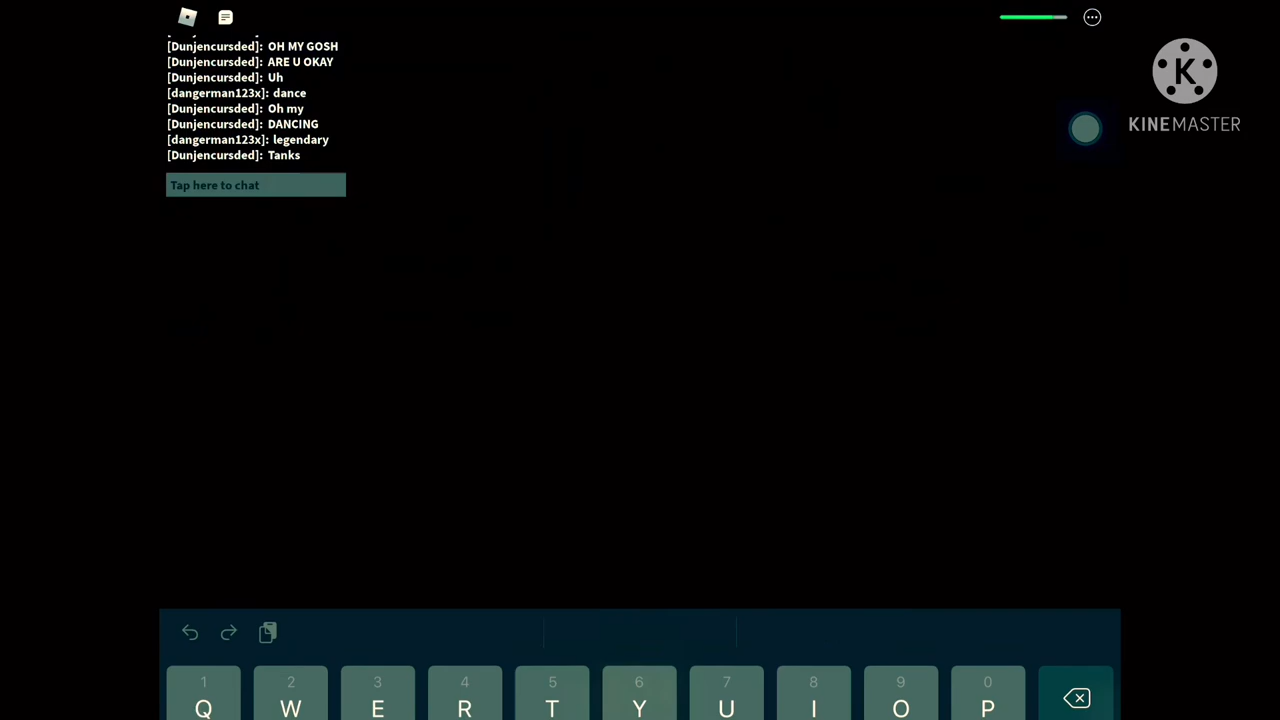 [Dunjencursded]: OH MY GOSH
[Dunjencursded]: ARE U OKAY
[Dunjencursded]: Uh
[dangerman123x]: dance
[Dunjencursded]: Oh my
[Dunjencursded]: DANCING
[dangerman123x]: legendary
[Dunjencursded]: Tanks
Tap here to chat
K
KINEMASTER
1 2 3 4 5 6 7 8 9 0
Q W E R T Y U I O P